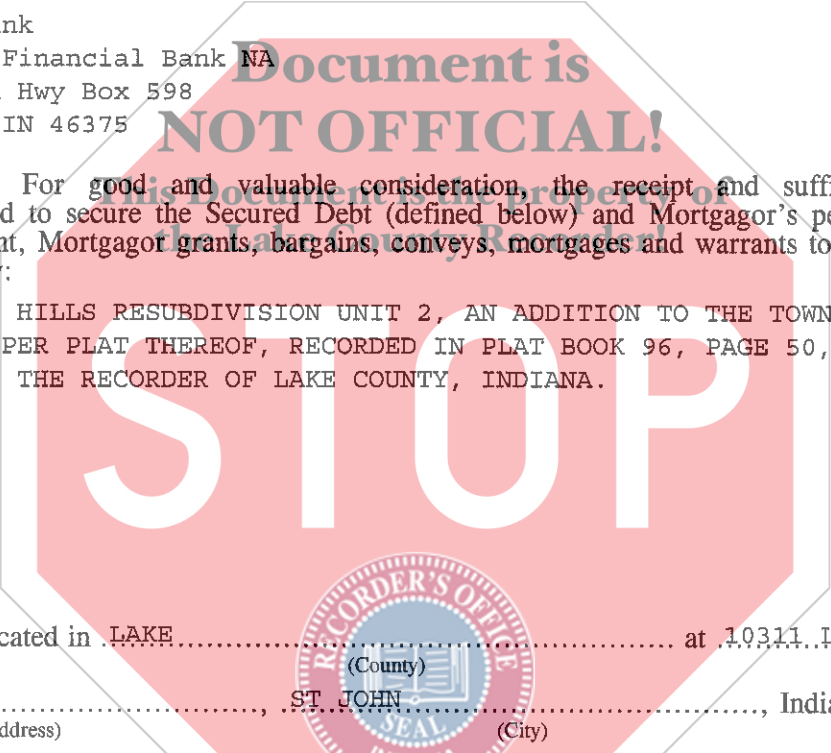 nk
Financial Bank NA
Hwy Box 598
IN 46375
Document is
NOT OFFICIAL!
This Document is the property of
the Lake County Recorder!
For good and valuable consideration, the receipt and suffi
d to secure the Secured Debt (defined below) and Mortgagor's pe
nt, Mortgagor grants, bargains, conveys, mortgages and warrants to
:
HILLS RESUBDIVISION UNIT 2, AN ADDITION TO THE TOWN
PER PLAT THEREOF, RECORDED IN PLAT BOOK 96, PAGE 50,
THE RECORDER OF LAKE COUNTY, INDIANA.
STOP
RECORDER'S OFFICE
cated in LAKE at 10311 I
(County)
, ST JOHN , India
ddress) (City)
SEAL